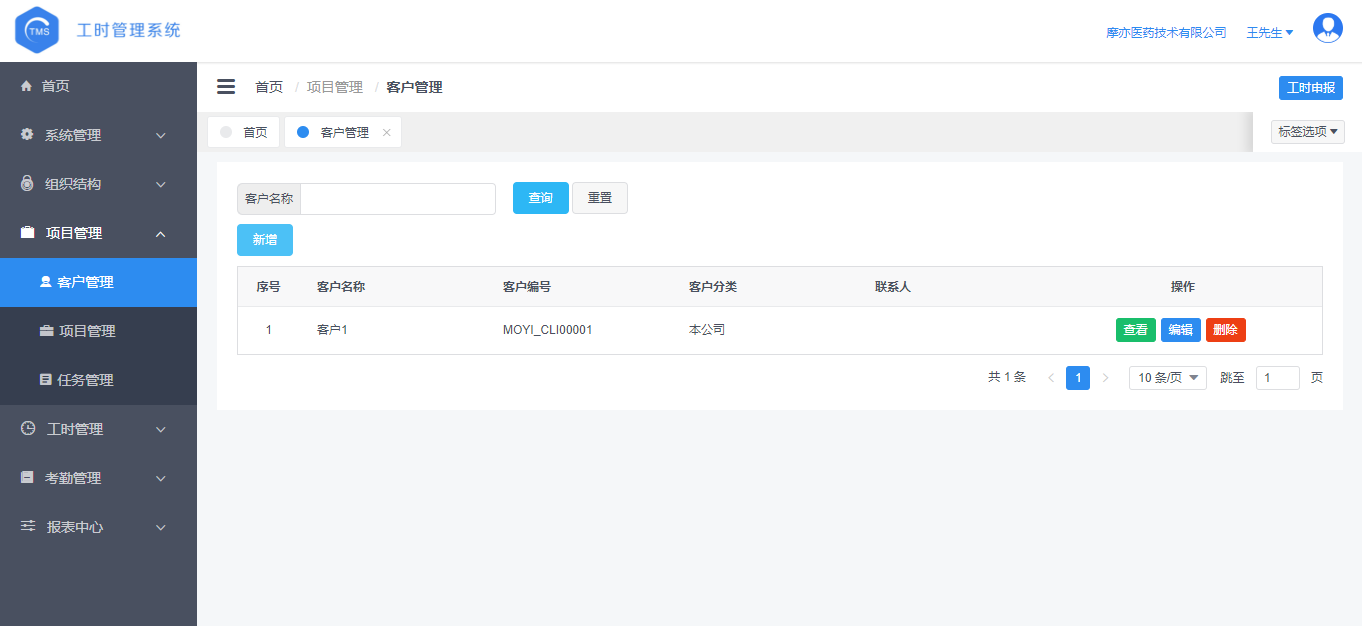 TMS 工时管理系统
摩亦医药技术有限公司 王先生
首页
系统管理
组织结构
项目管理
客户管理
项目管理
任务管理
工时管理
考勤管理
报表中心
首页 / 项目管理 / 客户管理
工时申报
首页 客户管理
标签选项
客户名称 查询 重置
新增
序号 客户名称 客户编号 客户分类 联系人 操作
1 客户1 MOYI_CLI00001 本公司 查看 编辑 删除
共 1 条 1 10 条/页 跳至 1 页